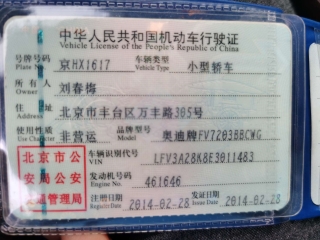 中华人民共和国机动车行驶证
Vehicle License of the People's Republic of China
号牌号码 京HX1617 车辆类型 小型轿车
Plate No. Vehicle Type
所有人 刘春梅
Owner
住址 北京市丰台区万丰路305号
Address
使用性质 非营运 品牌型号 奥迪牌FV7203BBCWG
Use Character Model
北京市公
安局公安
交通管理局
车辆识别代号 LFV3A28K8E3011483
VIN
发动机号码 461646
Engine No.
注册日期 2014-02-28 发证日期 2014-02-28
Register Date Issue Date